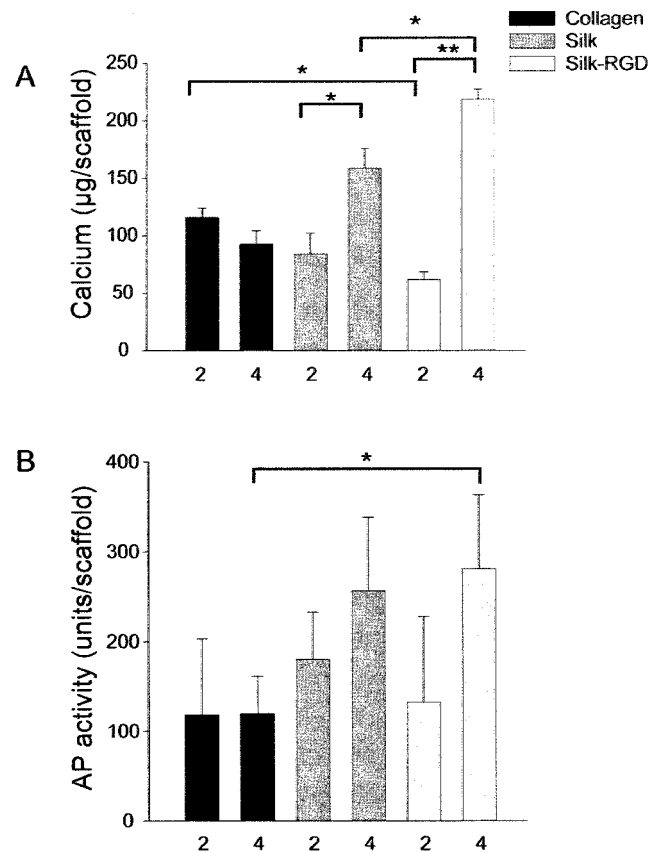 Collagen
Silk
Silk-RGD
A
Calcium (µg/scaffold)
250
200
150
100
50
0
*
*
*
**
2 4 2 4 2 4
B
AP activity (units/scaffold)
400
300
200
100
0
*
2 4 2 4 2 4